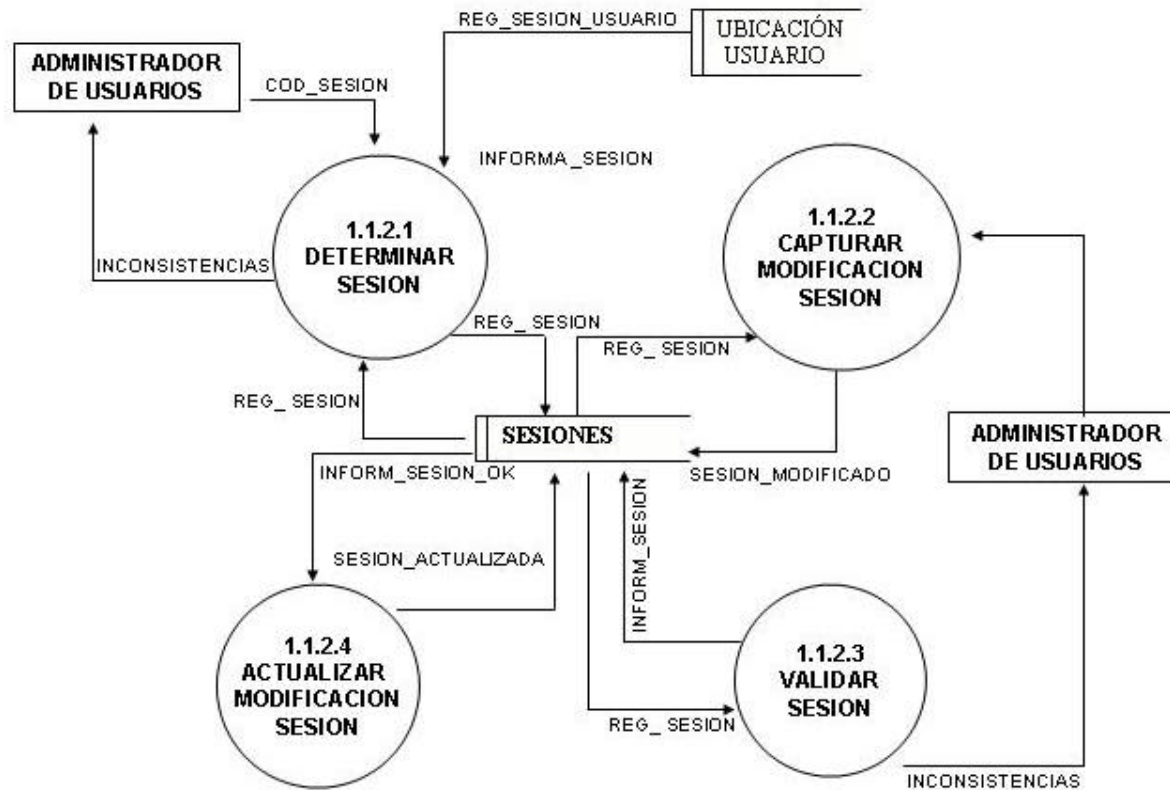 REG_SESION_USUARIO
UBICACIÓN
USUARIO
ADMINISTRADOR
DE USUARIOS
COD_SESION
INFORMA_SESION
1.1.2.1
DETERMINAR
SESION
1.1.2.2
CAPTURAR
MODIFICACION
SESION
INCONSISTENCIAS
REG_ SESION
REG_ SESION
REG_ SESION
SESIONES
ADMINISTRADOR
DE USUARIOS
INFORM_SESION_OK
SESION_MODIFICADO
INFORM_SESION
SESION_ACTUALIZADA
1.1.2.4
ACTUALIZAR
MODIFICACION
SESION
1.1.2.3
VALIDAR
SESION
REG_ SESION
INCONSISTENCIAS